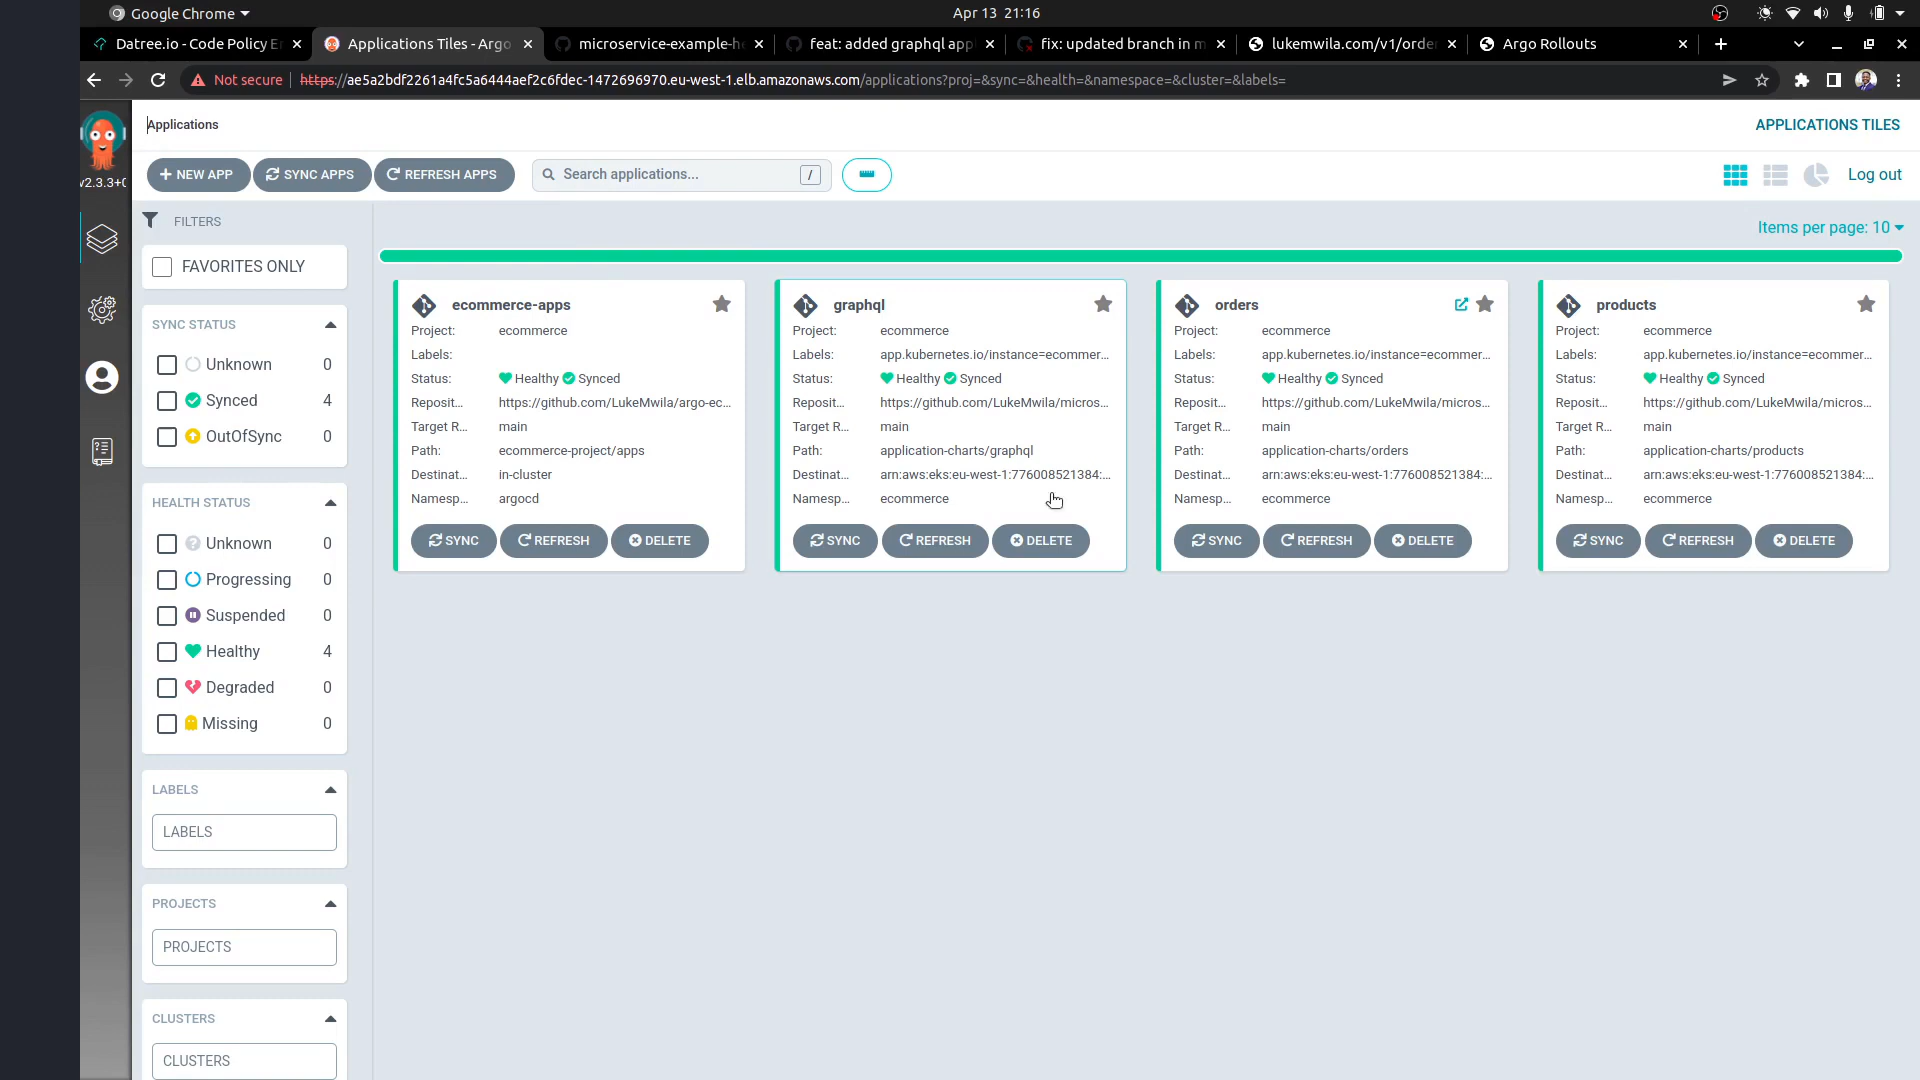 Google Chrome
Apr 13 21:16
Datree.io - Code Policy E
Applications Tiles - Argo
microservice-example-he
feat: added graphql app
fix: updated branch in m
lukemwila.com/v1/order
Argo Rollouts
Not secure
https://ae5a2bdf2261a4fc5a6444aef2c6fdec-1472696970.eu-west-1.elb.amazonaws.com/applications?proj=&sync=&health=&namespace=&cluster=&labels=
v2.3.3+
Applications
APPLICATIONS TILES
NEW APP
SYNC APPS
REFRESH APPS
Search applications...
/
Log out
FILTERS
Items per page: 10
FAVORITES ONLY
SYNC STATUS
Unknown 0
Synced 4
OutOfSync 0
HEALTH STATUS
Unknown 0
Progressing 0
Suspended 0
Healthy 4
Degraded 0
Missing 0
LABELS
LABELS
PROJECTS
PROJECTS
CLUSTERS
CLUSTERS
ecommerce-apps
Project: ecommerce
Labels:
Status: Healthy Synced
Reposit... https://github.com/LukeMwila/argo-ec...
Target R... main
Path: ecommerce-project/apps
Destinat... in-cluster
Namesp... argocd
SYNC REFRESH DELETE
graphql
Project: ecommerce
Labels: app.kubernetes.io/instance=ecommer...
Status: Healthy Synced
Reposit... https://github.com/LukeMwila/micros...
Target R... main
Path: application-charts/graphql
Destinat... arn:aws:eks:eu-west-1:776008521384:...
Namesp... ecommerce
SYNC REFRESH DELETE
orders
Project: ecommerce
Labels: app.kubernetes.io/instance=ecommer...
Status: Healthy Synced
Reposit... https://github.com/LukeMwila/micros...
Target R... main
Path: application-charts/orders
Destinat... arn:aws:eks:eu-west-1:776008521384:...
Namesp... ecommerce
SYNC REFRESH DELETE
products
Project: ecommerce
Labels: app.kubernetes.io/instance=ecommer...
Status: Healthy Synced
Reposit... https://github.com/LukeMwila/micros...
Target R... main
Path: application-charts/products
Destinat... arn:aws:eks:eu-west-1:776008521384:...
Namesp... ecommerce
SYNC REFRESH DELETE